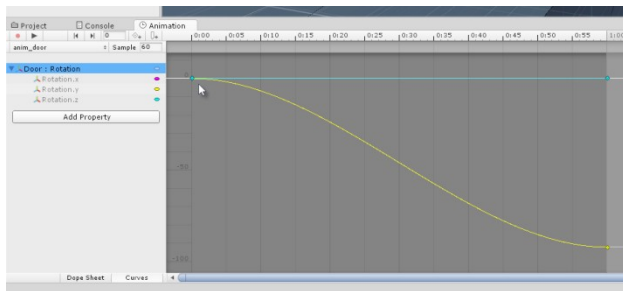 Project Console Animation
0 0:00 0:05 0:10 0:15 0:20 0:25 0:30 0:35 0:40 0:45 0:50 0:55 1:00
anim_door Sample 60
Door : Rotation
Rotation.x
Rotation.y
Rotation.z
Add Property
0
-50
-100
Dope Sheet Curves